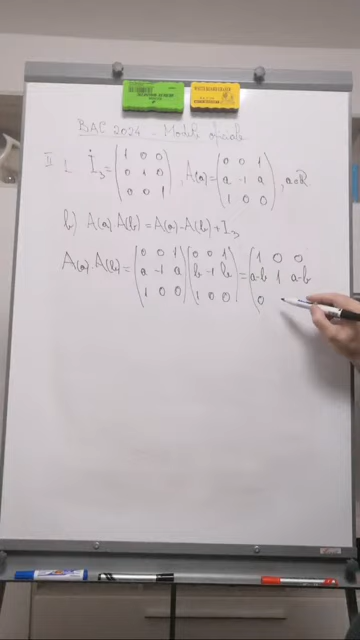 BAC 2024 - Modele oficiale
II 1. I₃ = (1 0 0 / 0 1 0 / 0 0 1), A(a) = (0 0 1 / a -1 a / 1 0 0), a∈R
b) A(a)·A(b) = A(a) - A(b) + I₃
A(a)·A(b) = (0 0 1 / a -1 a / 1 0 0)(0 0 1 / b -1 b / 1 0 0) = (1 0 0 / a-b 1 a-b / 0